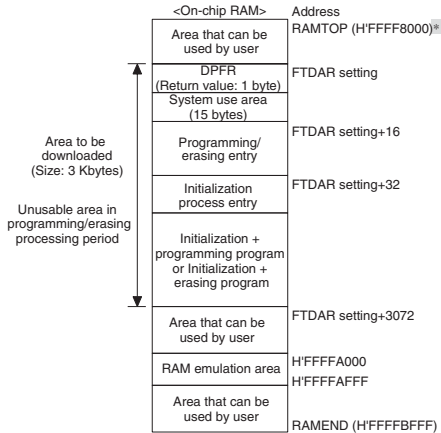 <On-chip RAM>
Address
Area that can be
used by user
RAMTOP (H'FFFF8000)*
DPFR
(Return value: 1 byte)
FTDAR setting
System use area
(15 bytes)
Area to be
downloaded
(Size: 3 Kbytes)
Unusable area in
programming/erasing
processing period
Programming/
erasing entry
FTDAR setting+16
Initialization
process entry
FTDAR setting+32
Initialization +
programming program
or Initialization +
erasing program
Area that can be
used by user
FTDAR setting+3072
RAM emulation area
H'FFFFA000
H'FFFFAFFF
Area that can be
used by user
RAMEND (H'FFFFBFFF)